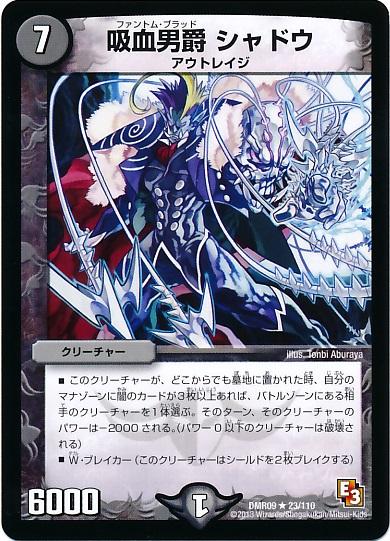 7
ファントム・ブラッド
吸血男爵 シャドウ
アウトレイジ
illus. Tonbi Aburaya
クリーチャー
■ このクリーチャーが、どこからでも墓地に置かれた時、自分の
マナゾーンに闇のカードが3枚以上あれば、バトルゾーンにある相
手のクリーチャーを1体選ぶ。そのターン、そのクリーチャーの
パワーは−2000される。(パワー0以下のクリーチャーは破壊
される)
■ W・ブレイカー (このクリーチャーはシールドを2枚ブレイクする)
6000
1
E3
DMR09 ★ 23/110
©2013 Wizards/Shogakukan/Mitsui-Kids